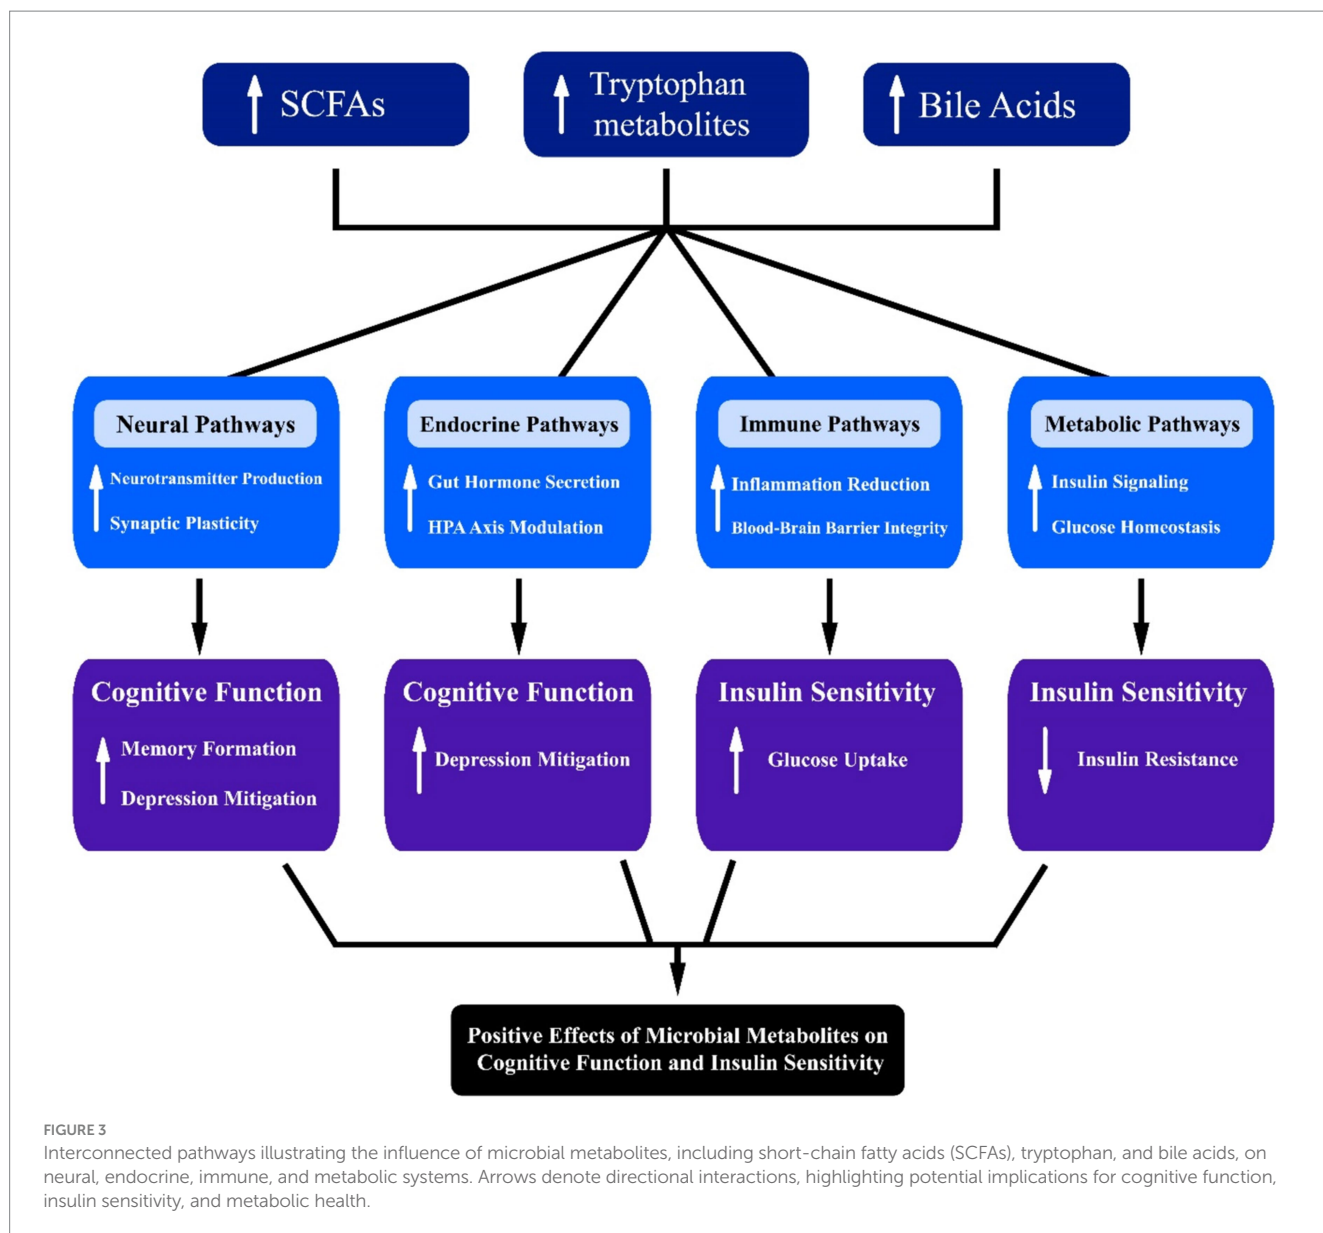 SCFAs
Tryptophan
metabolites
Bile Acids
Neural Pathways
Neurotransmitter Production
Synaptic Plasticity
Endocrine Pathways
Gut Hormone Secretion
HPA Axis Modulation
Immune Pathways
Inflammation Reduction
Blood-Brain Barrier Integrity
Metabolic Pathways
Insulin Signaling
Glucose Homeostasis
Cognitive Function
Memory Formation
Depression Mitigation
Cognitive Function
Depression Mitigation
Insulin Sensitivity
Glucose Uptake
Insulin Sensitivity
Insulin Resistance
Positive Effects of Microbial Metabolites on
Cognitive Function and Insulin Sensitivity
FIGURE 3
Interconnected pathways illustrating the influence of microbial metabolites, including short-chain fatty acids (SCFAs), tryptophan, and bile acids, on
neural, endocrine, immune, and metabolic systems. Arrows denote directional interactions, highlighting potential implications for cognitive function,
insulin sensitivity, and metabolic health.